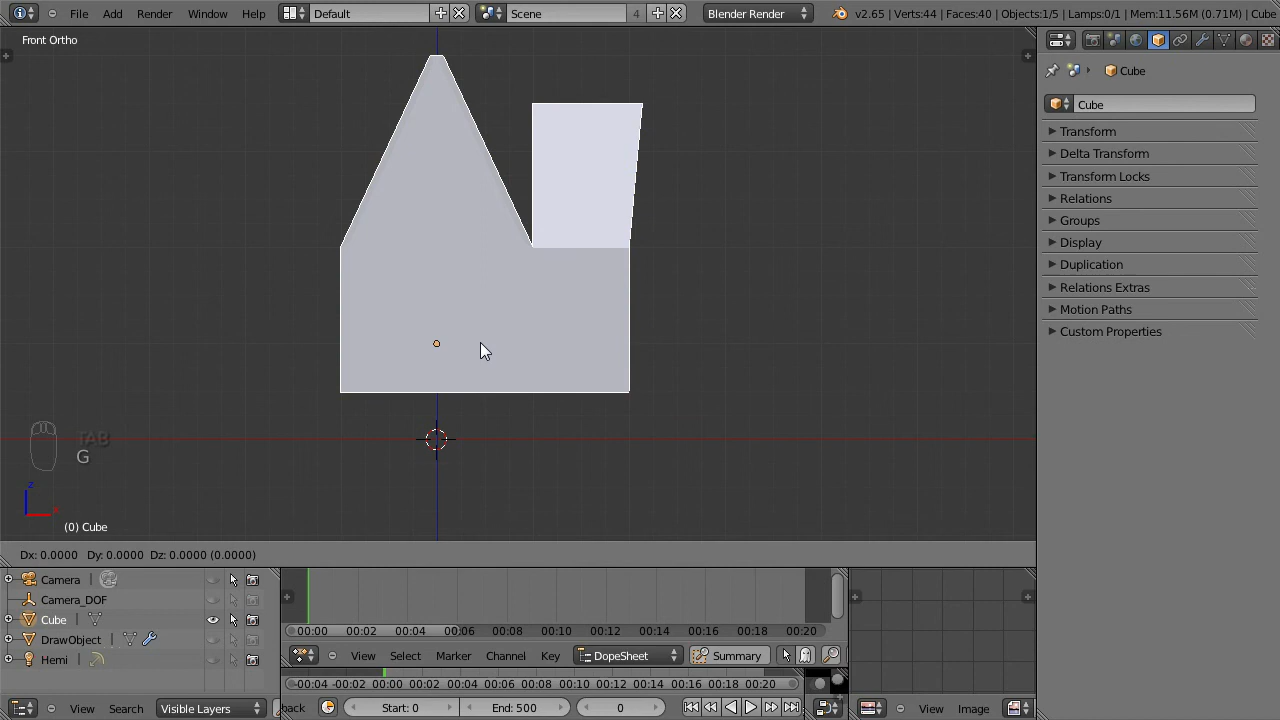 File Add Render Window Help Default Scene 4 Blender Render v2.65 | Verts:44 | Faces:40 | Objects:1/5 | Lamps:0/1 | Mem:11.56M (0.71M) | Cube
Front Ortho
Cube
Cube
Transform
Delta Transform
Transform Locks
Relations
Groups
Display
Duplication
Relations Extras
Motion Paths
Custom Properties
TAB
G
z
x
(0) Cube
Dx: 0.0000 Dy: 0.0000 Dz: 0.0000 (0.0000)
Camera
Camera_DOF
Cube
DrawObject
Hemi
00:00 00:02 00:04 00:06 00:08 00:10 00:12 00:14 00:16 00:18 00:20
View Select Marker Channel Key DopeSheet Summary
-00:04 -00:02 00:00 00:02 00:04 00:06 00:08 00:10 00:12 00:14 00:16 00:18 00:20
View Search Visible Layers back Start: 0 End: 500 0 View Image